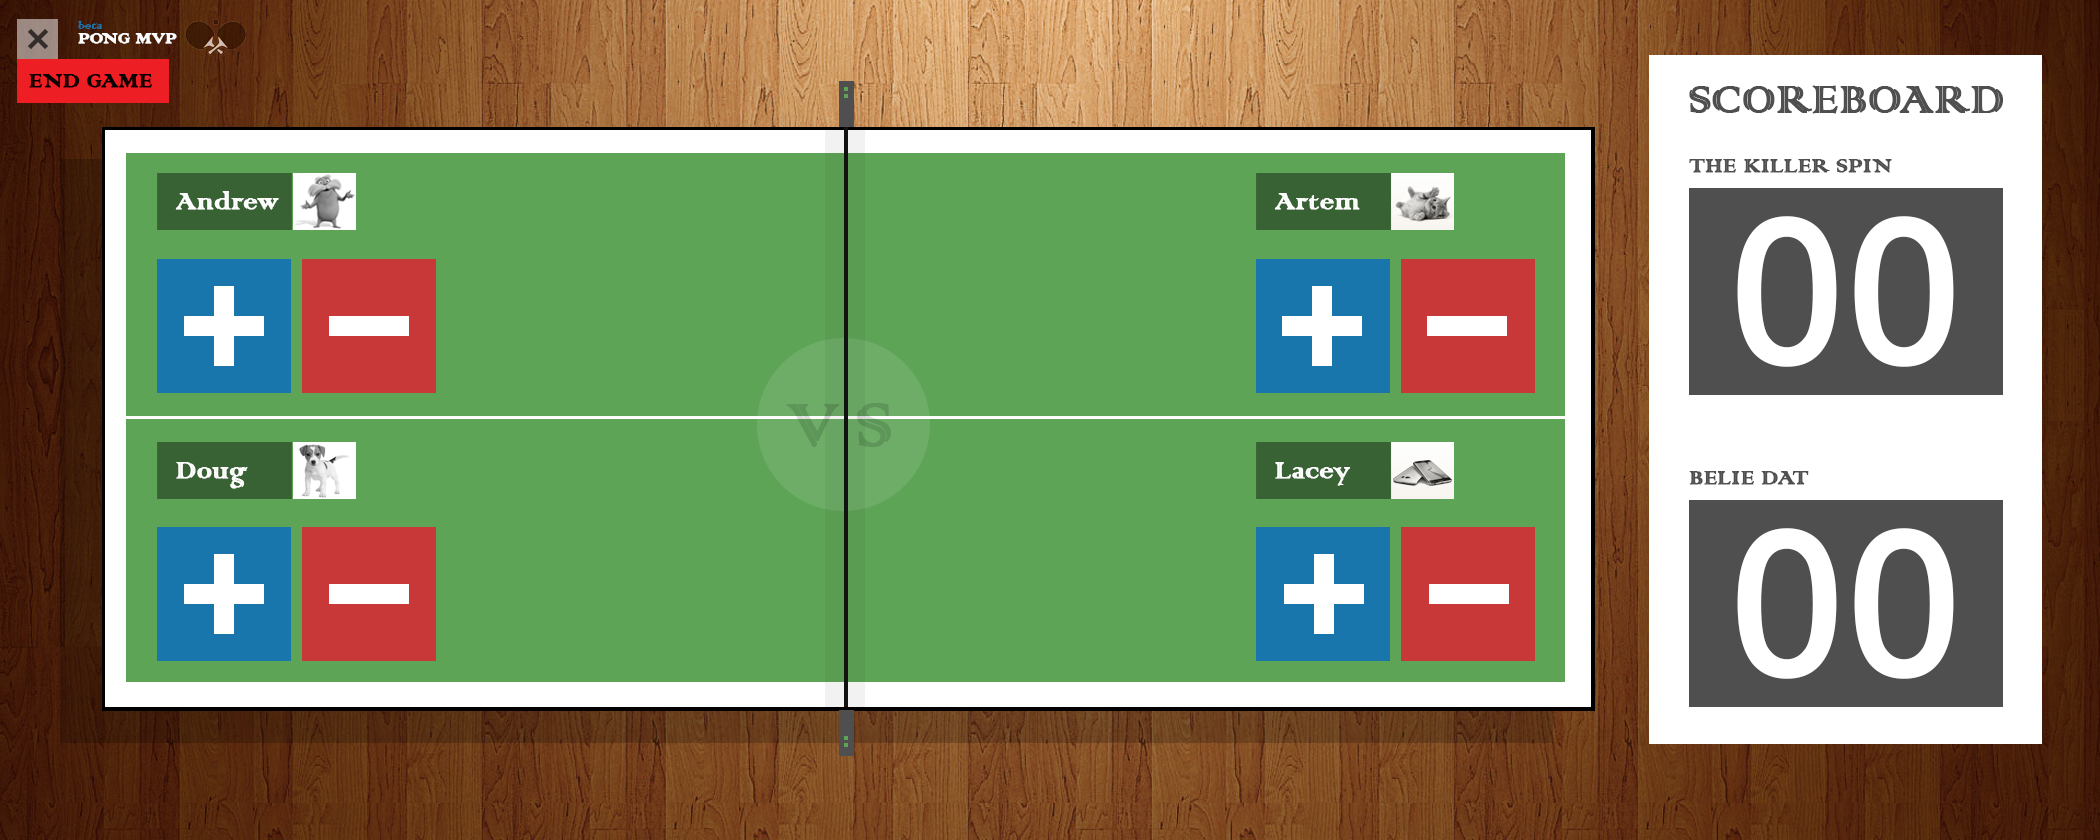 beta
PONG MVP
END GAME
Andrew
Artem
VS
Doug
Lacey
SCOREBOARD
THE KILLER SPIN
00
BELIE DAT
00